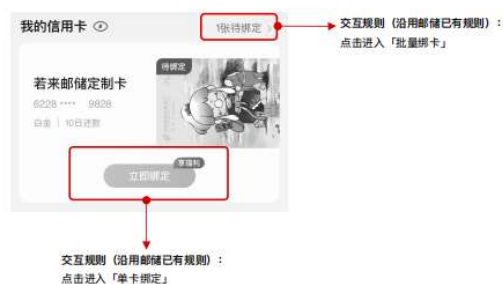 我的信用卡
1张待绑定 >
交互规则（沿用邮储已有规则）：
点击进入「批量绑卡」
待绑定
若来邮储定制卡
6228 **** 9828
白金 | 10日还款
享福利
立即绑定
交互规则（沿用邮储已有规则）：
点击进入「单卡绑定」